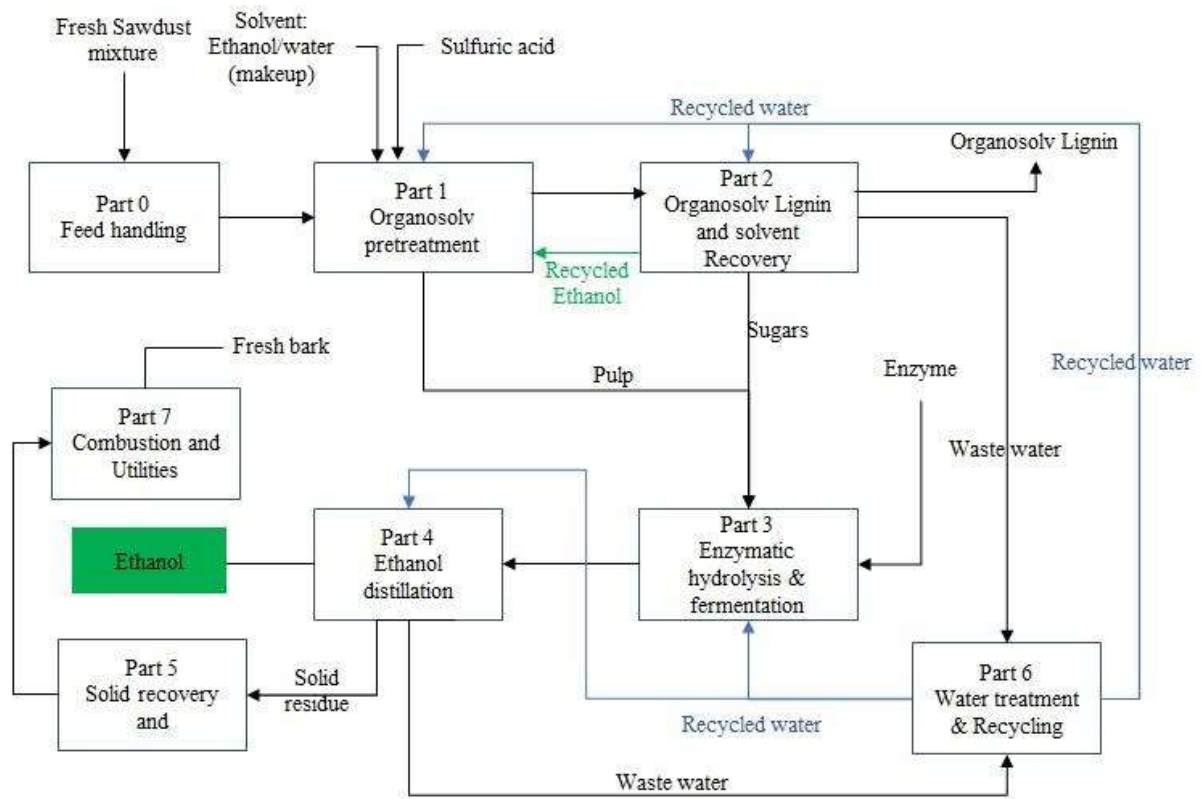 Fresh Sawdust
mixture
Solvent:
Ethanol/water
(makeup)
Sulfuric acid
Recycled water
Organosolv Lignin
Part 0
Feed handling
Part 1
Organosolv
pretreatment
Part 2
Organosolv Lignin
and solvent
Recovery
Recycled
Ethanol
Sugars
Fresh bark
Pulp
Enzyme
Recycled water
Part 7
Combustion and
Utilities
Waste water
Ethanol
Part 4
Ethanol
distillation
Part 3
Enzymatic
hydrolysis &
fermentation
Part 5
Solid recovery
and
Solid
residue
Part 6
Water treatment
& Recycling
Recycled water
Waste water